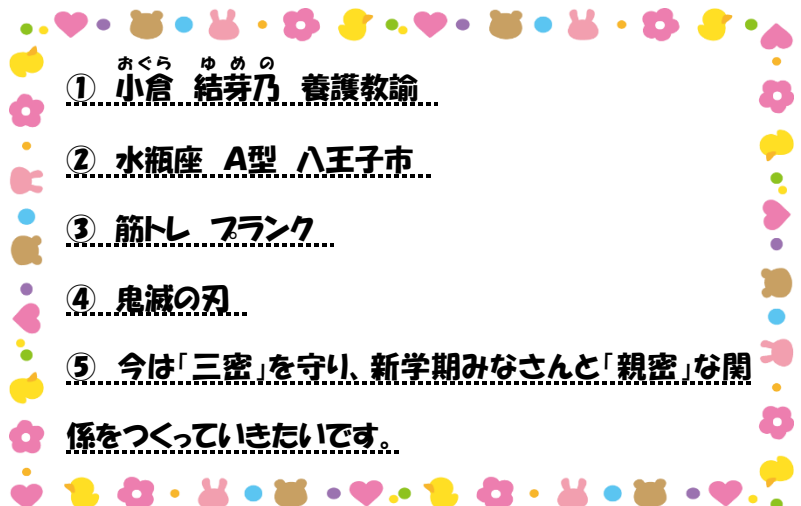 おぐら ゆめの
① 小倉 結芽乃 養護教諭
② 水瓶座 A型 八王子市
③ 筋トレ プランク
④ 鬼滅の刃
⑤ 今は「三密」を守り、新学期みなさんと「親密」な関
係をつくっていきたいです。